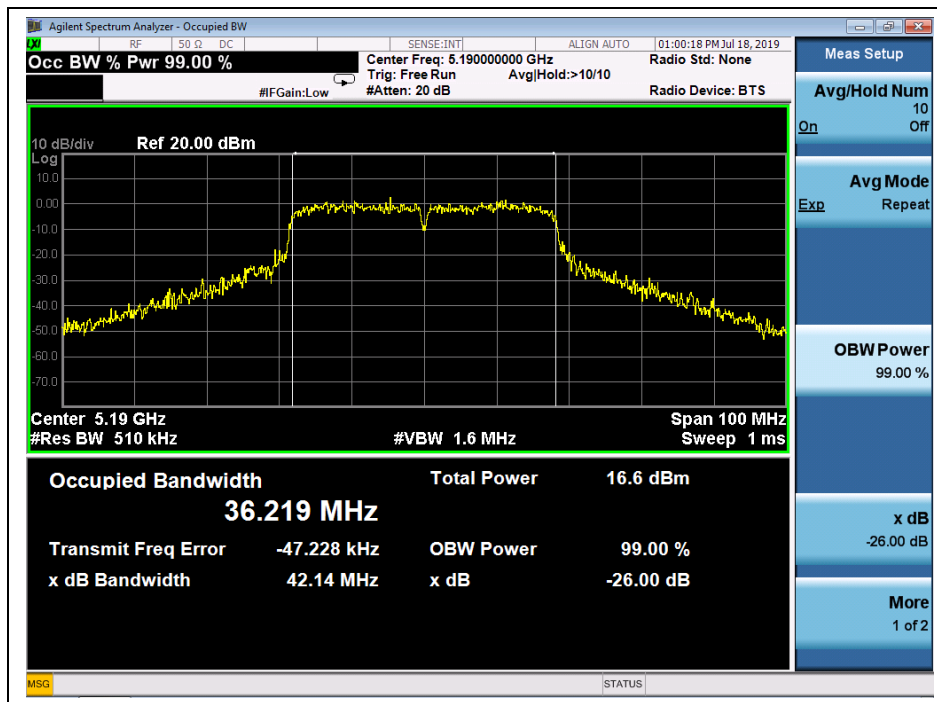 Agilent Spectrum Analyzer - Occupied BW
LXI RF 50 Ω DC SENSE:INT ALIGN AUTO 01:00:18 PM Jul 18, 2019
Occ BW % Pwr 99.00 %
Center Freq: 5.190000000 GHz
Radio Std: None
Trig: Free Run Avg|Hold:>10/10
#IFGain:Low #Atten: 20 dB Radio Device: BTS
10 dB/div Ref 20.00 dBm
Log
10.0
0.00
-10.0
-20.0
-30.0
-40.0
-50.0
-60.0
-70.0
Center 5.19 GHz Span 100 MHz
#Res BW 510 kHz #VBW 1.6 MHz Sweep 1 ms
Occupied Bandwidth Total Power 16.6 dBm
36.219 MHz
Transmit Freq Error -47.228 kHz OBW Power 99.00 %
x dB Bandwidth 42.14 MHz x dB -26.00 dB
Meas Setup
Avg/Hold Num
10
On Off
Avg Mode
Exp Repeat
OBW Power
99.00 %
x dB
-26.00 dB
More
1 of 2
MSG STATUS